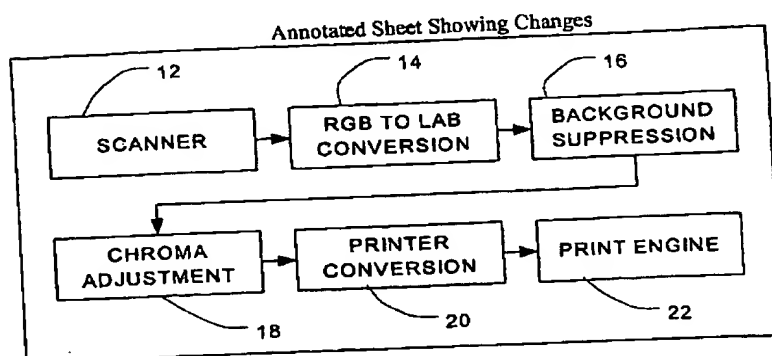 Annotated Sheet Showing Changes
12
14
16
SCANNER
RGB TO LAB
CONVERSION
BACKGROUND
SUPPRESSION
CHROMA
ADJUSTMENT
PRINTER
CONVERSION
PRINT ENGINE
18
20
22